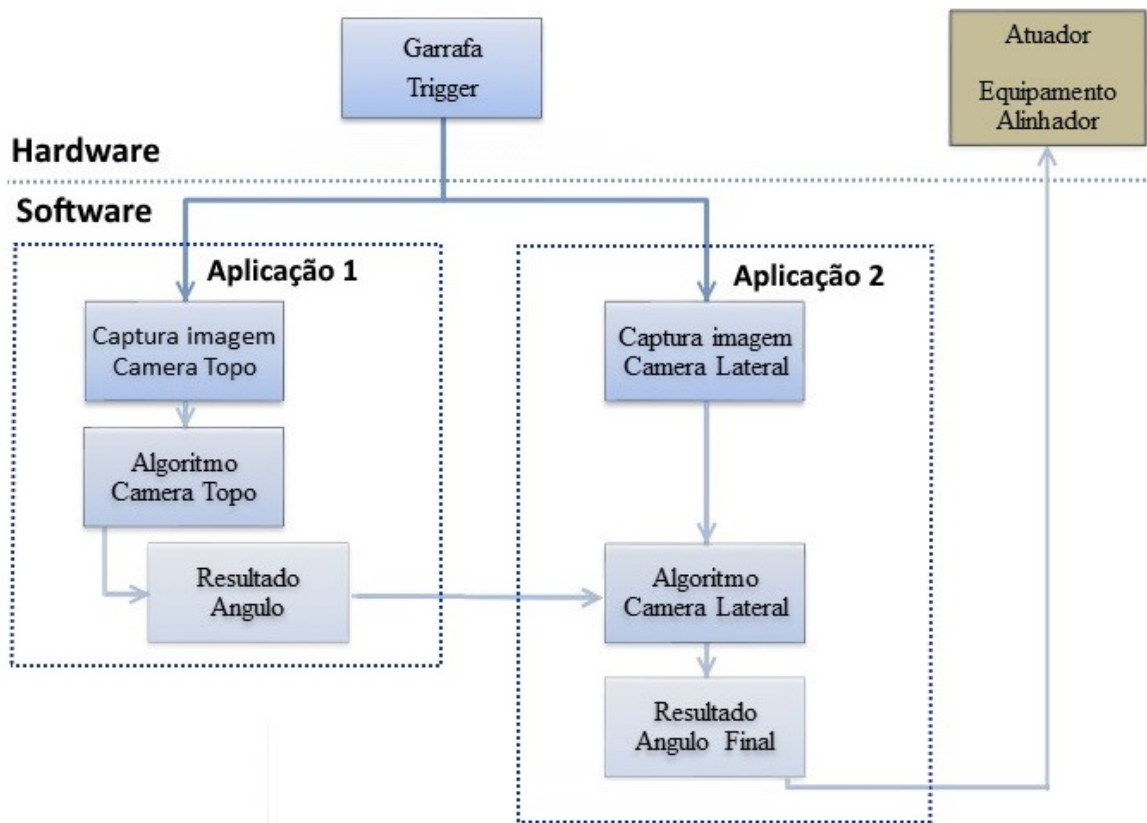 Garrafa
Trigger
Atuador
Equipamento
Alinhador
Hardware
Software
Aplicação 1
Captura imagem
Camera Topo
Algoritmo
Camera Topo
Resultado
Angulo
Aplicação 2
Captura imagem
Camera Lateral
Algoritmo
Camera Lateral
Resultado
Angulo Final